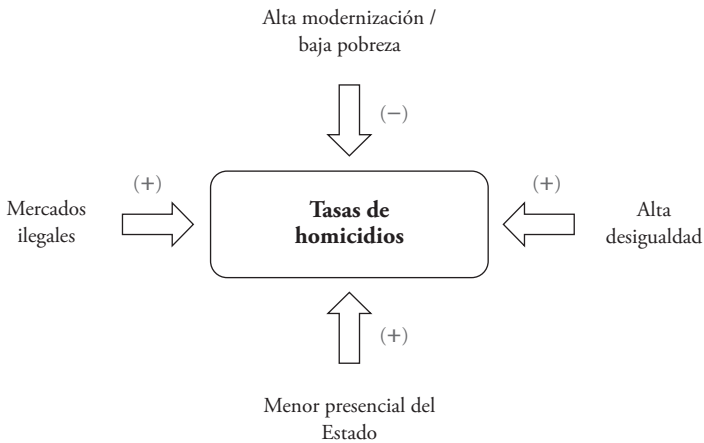 Alta modernización /
baja pobreza
(−)
(+)
(+)
Mercados
ilegales
Tasas de
homicidios
Alta
desigualdad
(+)
Menor presencial del
Estado